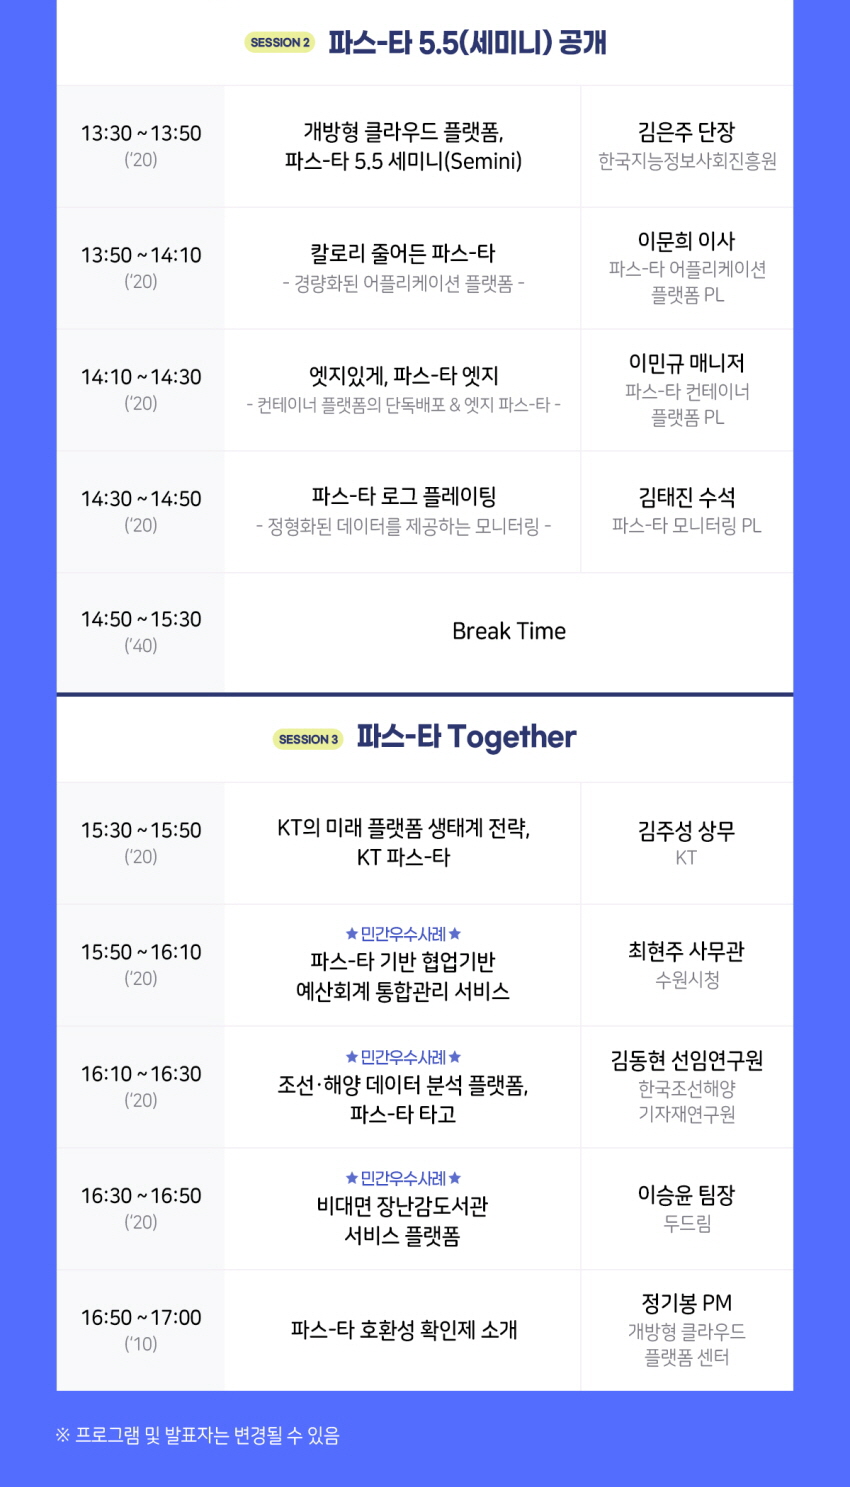 SESSION 2 파스-타 5.5(세미니) 공개
13:30 ~ 13:50
('20)
개방형 클라우드 플랫폼,
파스-타 5.5 세미니(Semini)
김은주 단장
한국지능정보사회진흥원
13:50 ~ 14:10
('20)
칼로리 줄어든 파스-타
- 경량화된 어플리케이션 플랫폼 -
이문희 이사
파스-타 어플리케이션
플랫폼 PL
14:10 ~ 14:30
('20)
엣지있게, 파스-타 엣지
- 컨테이너 플랫폼의 단독배포 & 엣지 파스-타 -
이민규 매니저
파스-타 컨테이너
플랫폼 PL
14:30 ~ 14:50
('20)
파스-타 로그 플레이팅
- 정형화된 데이터를 제공하는 모니터링 -
김태진 수석
파스-타 모니터링 PL
14:50 ~ 15:30
('40)
Break Time
SESSION 3 파스-타 Together
15:30 ~ 15:50
('20)
KT의 미래 플랫폼 생태계 전략,
KT 파스-타
김주성 상무
KT
15:50 ~ 16:10
('20)
★ 민간우수사례 ★
파스-타 기반 협업기반
예산회계 통합관리 서비스
최현주 사무관
수원시청
16:10 ~ 16:30
('20)
★ 민간우수사례 ★
조선·해양 데이터 분석 플랫폼,
파스-타 타고
김동현 선임연구원
한국조선해양
기자재연구원
16:30 ~ 16:50
('20)
★ 민간우수사례 ★
비대면 장난감도서관
서비스 플랫폼
이승윤 팀장
두드림
16:50 ~ 17:00
('10)
파스-타 호환성 확인제 소개
정기봉 PM
개방형 클라우드
플랫폼 센터
※ 프로그램 및 발표자는 변경될 수 있음